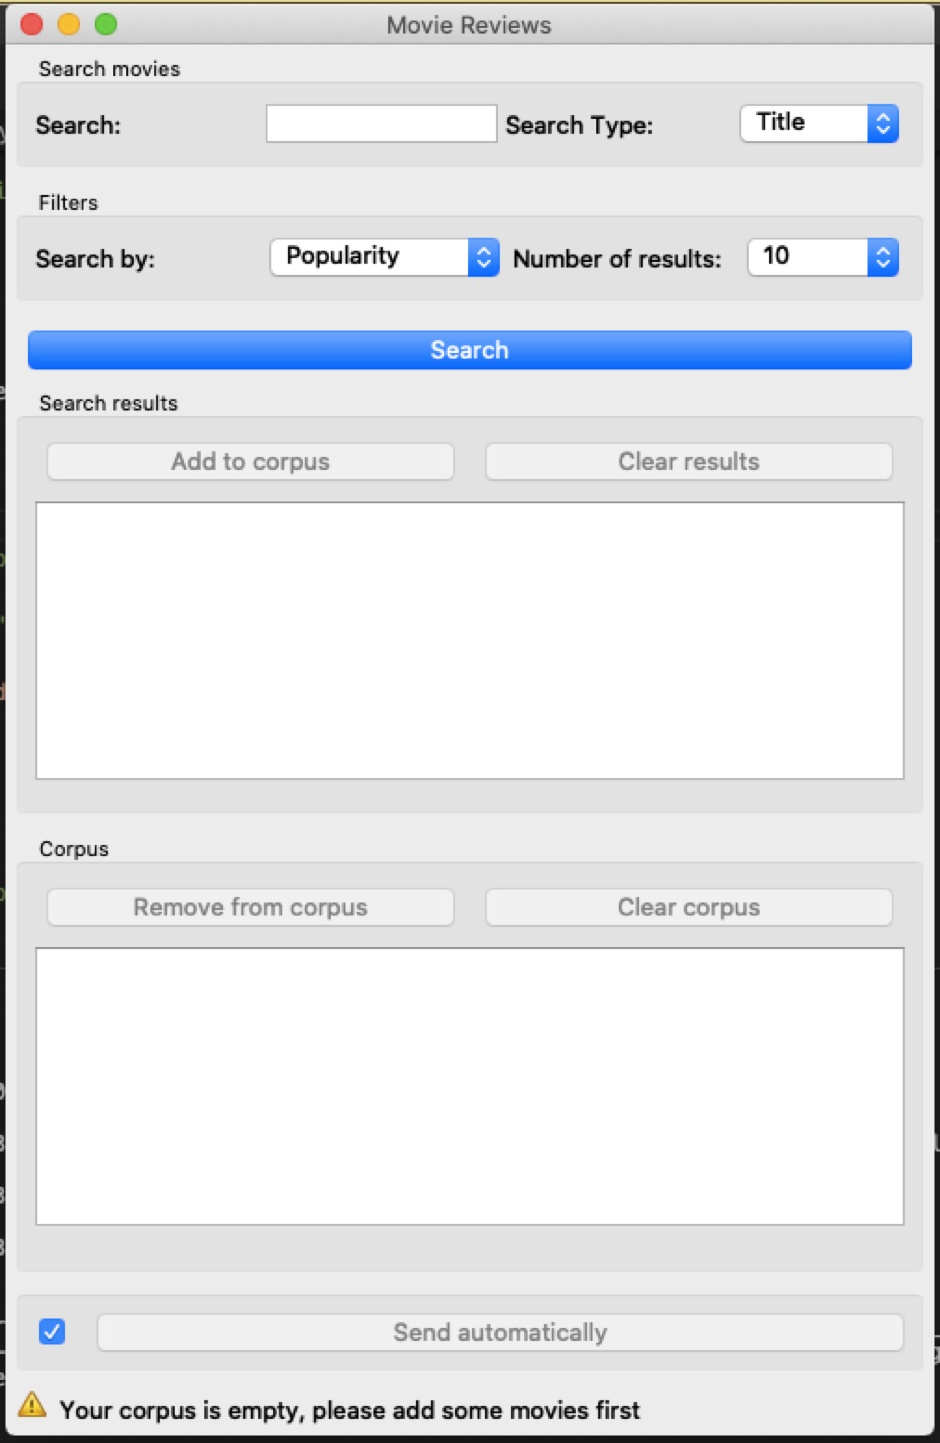 Movie Reviews
Search movies
Search: Search Type: Title
Filters
Search by: Popularity Number of results: 10
Search
Search results
Add to corpus Clear results
Corpus
Remove from corpus Clear corpus
Send automatically
Your corpus is empty, please add some movies first